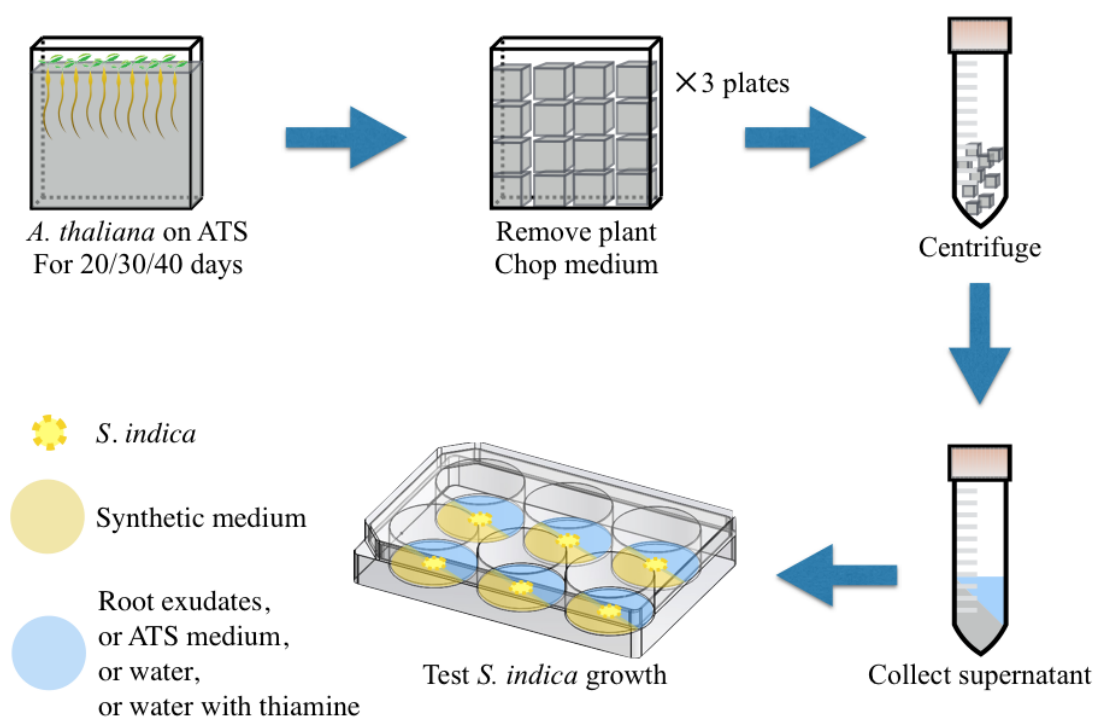 A. thaliana on ATS
For 20/30/40 days
Remove plant
Chop medium
×3 plates
Centrifuge
Collect supernatant
Test S. indica growth
S. indica
Synthetic medium
Root exudates,
or ATS medium,
or water,
or water with thiamine